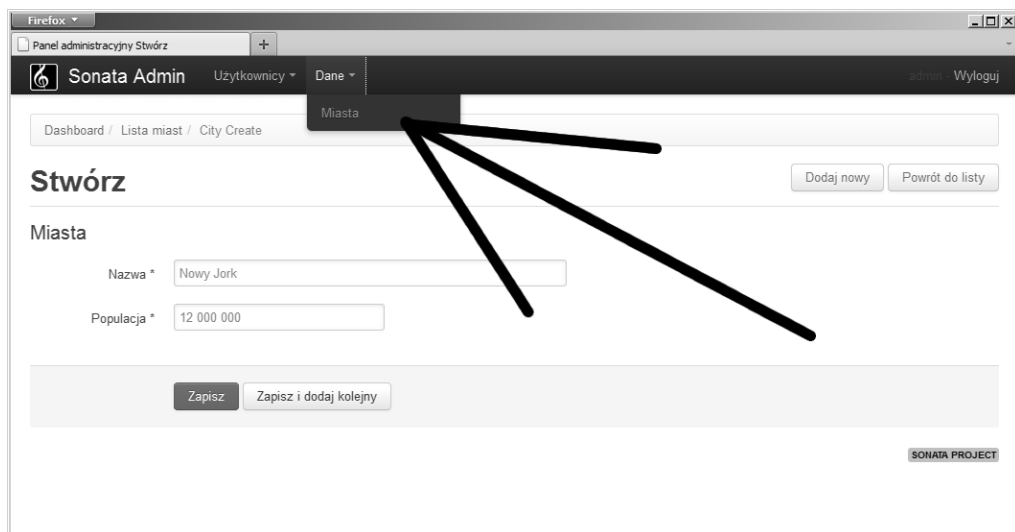 Firefox
Panel administracyjny Stwórz
Sonata Admin Użytkownicy Dane admin - Wyloguj
Miasta
Dashboard / Lista miast / City Create
Stwórz Dodaj nowy Powrót do listy
Miasta
Nazwa * Nowy Jork
Populacja * 12 000 000
Zapisz Zapisz i dodaj kolejny
SONATA PROJECT